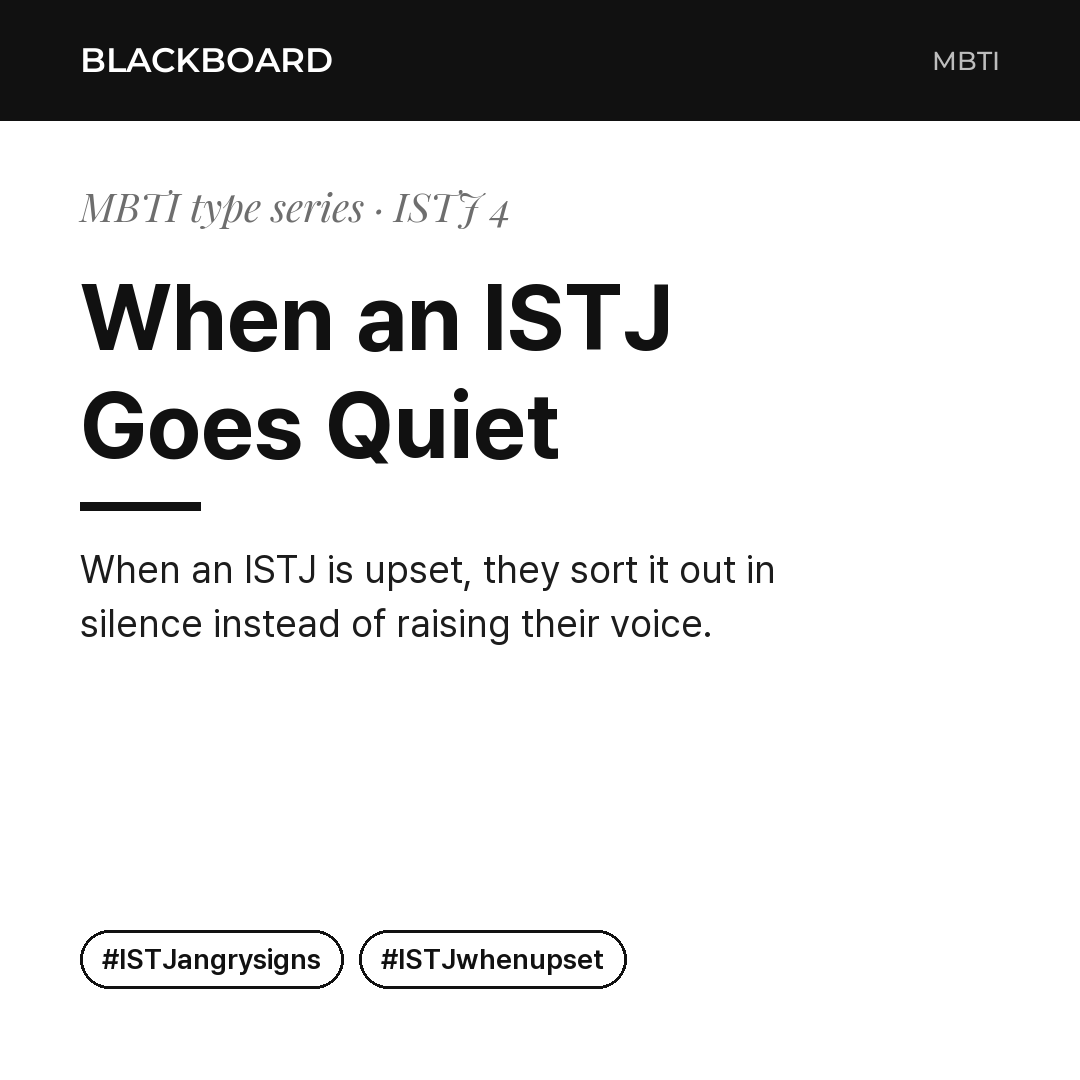 BLACKBOARD
MBTI
MBTI type series · ISTJ 4
When an ISTJ
Goes Quiet
When an ISTJ is upset, they sort it out in
silence instead of raising their voice.
#ISTJangrysigns
#ISTJwhenupset